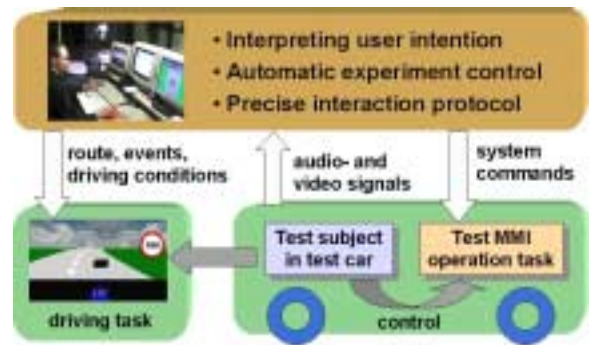 • Interpreting user intention
• Automatic experiment control
• Precise interaction protocol
route, events,
driving conditions
audio- and
video signals
system
commands
Test subject
in test car
Test MMI
operation task
driving task
control